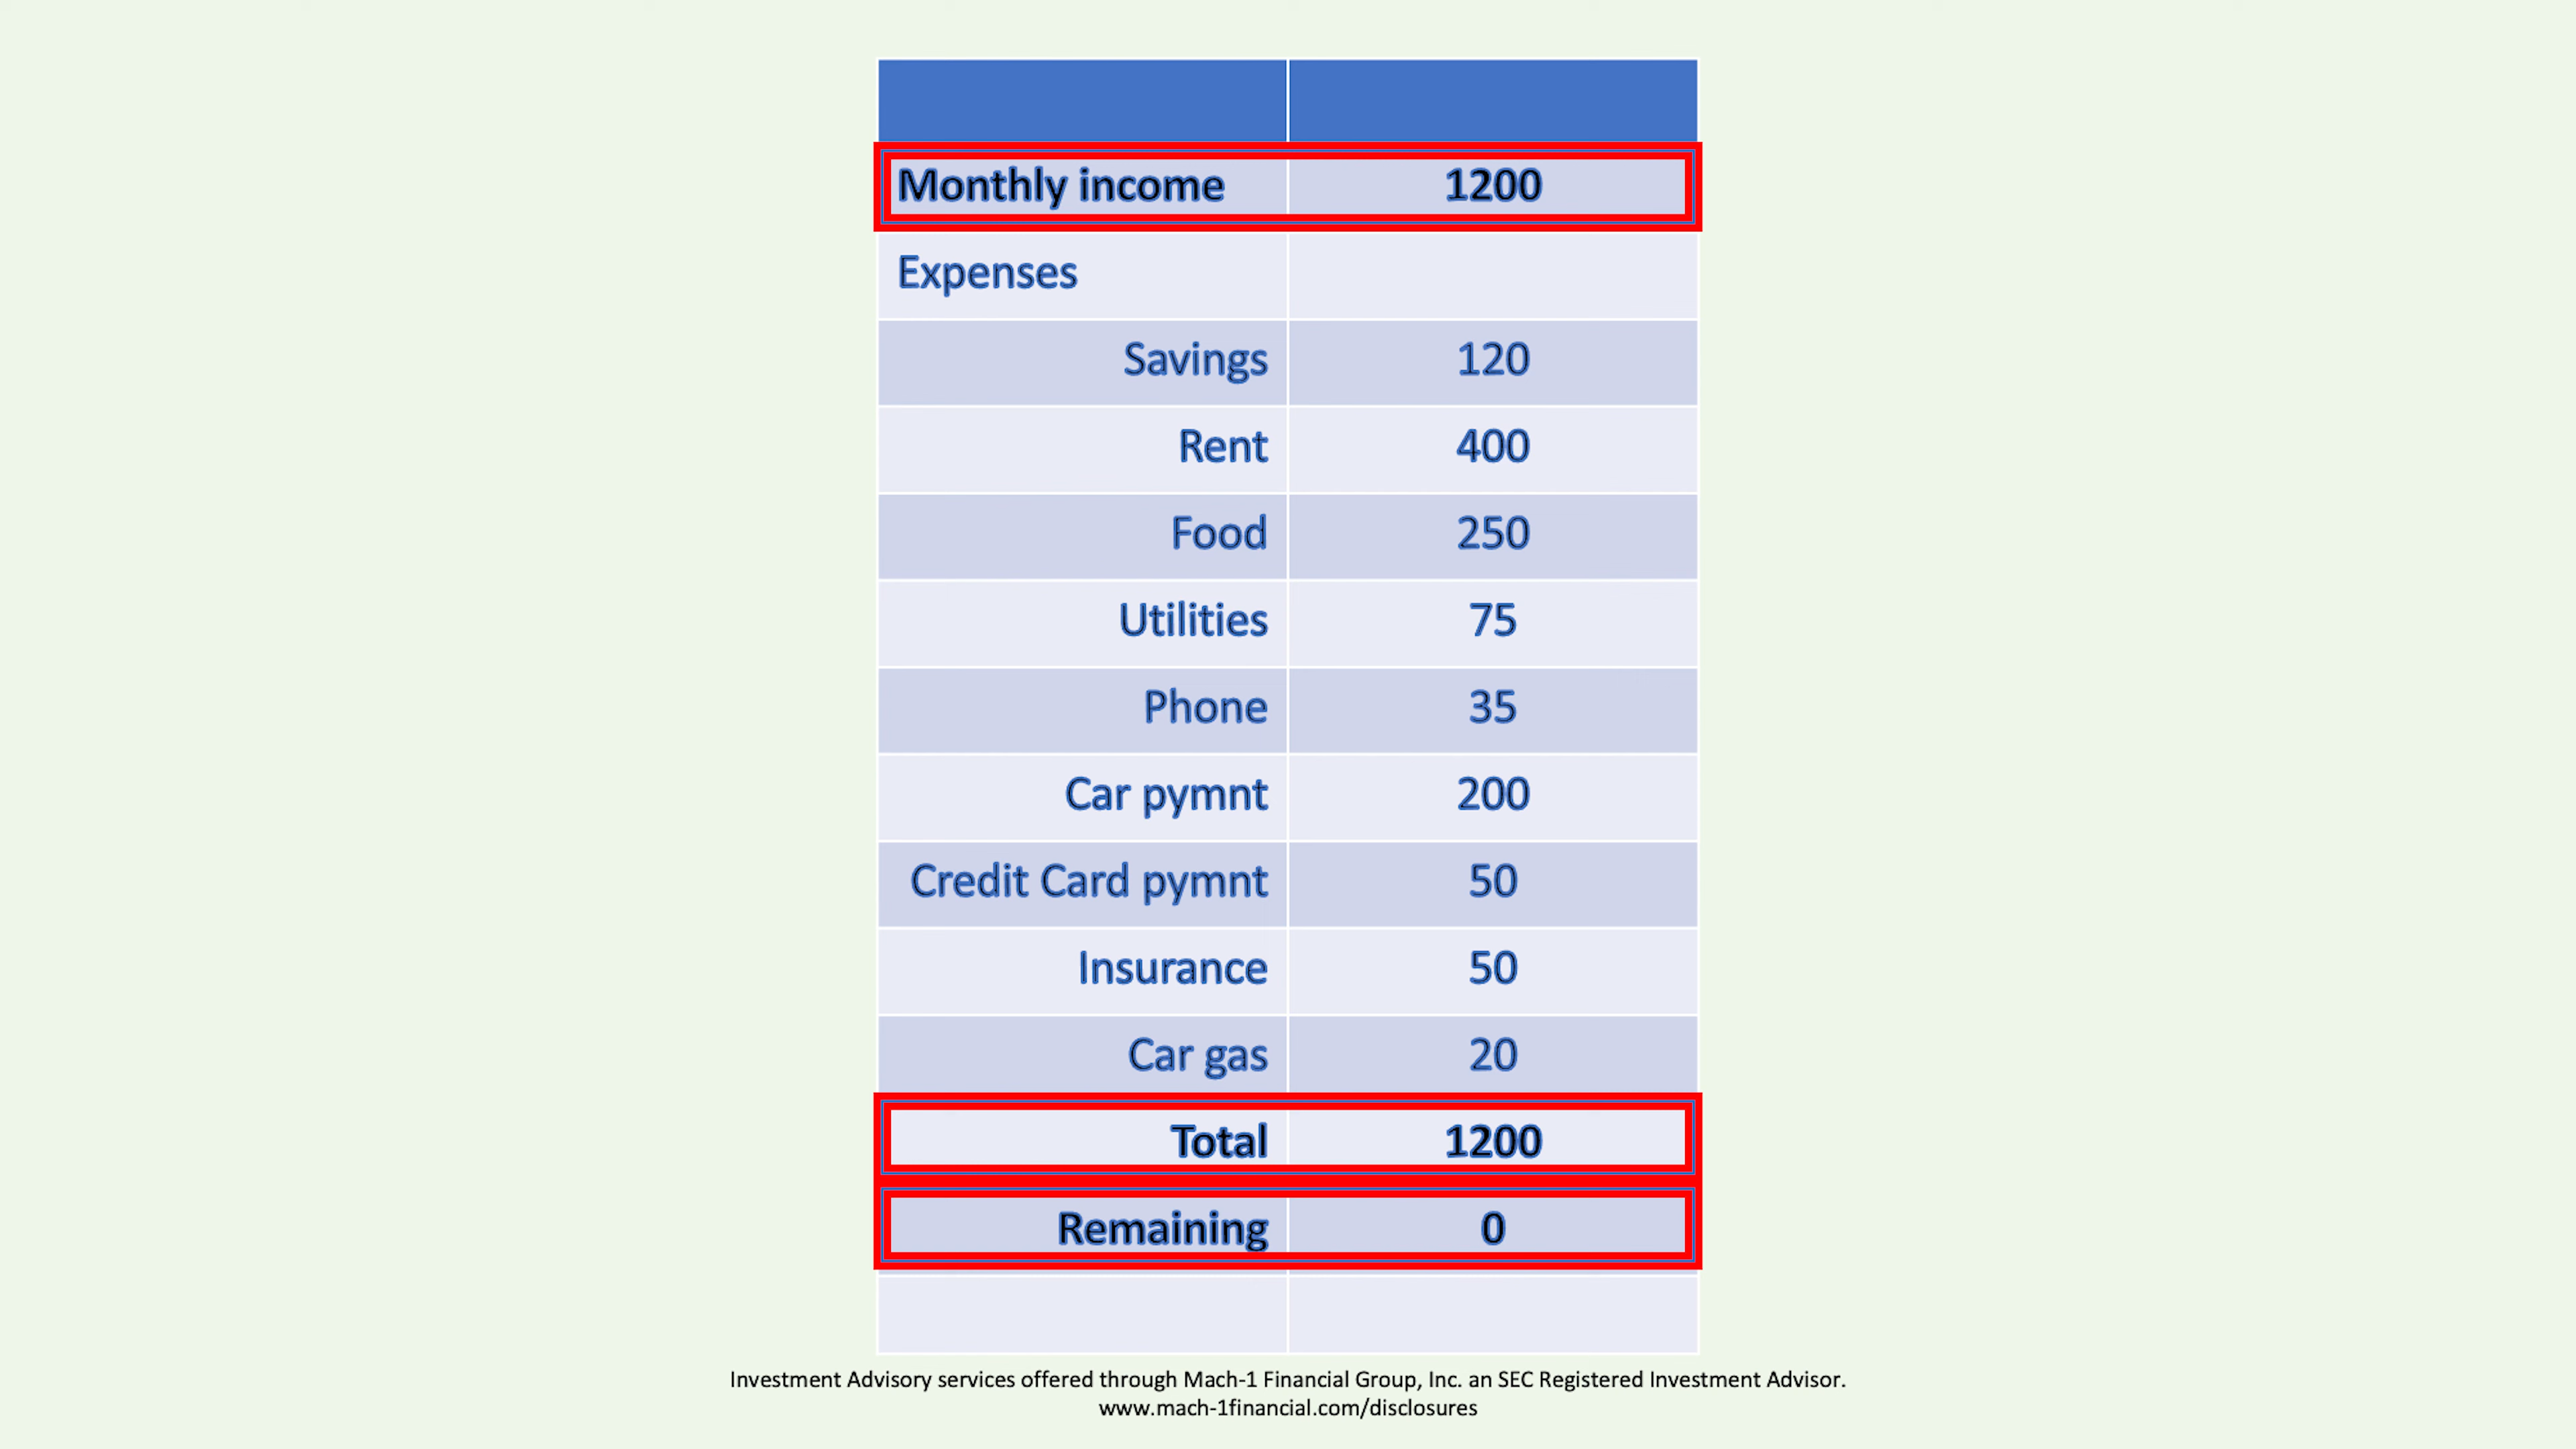 Monthly income 1200
Expenses
Savings 120
Rent 400
Food 250
Utilities 75
Phone 35
Car pymnt 200
Credit Card pymnt 50
Insurance 50
Car gas 20
Total 1200
Remaining 0
Investment Advisory services offered through Mach-1 Financial Group, Inc. an SEC Registered Investment Advisor.
www.mach-1financial.com/disclosures